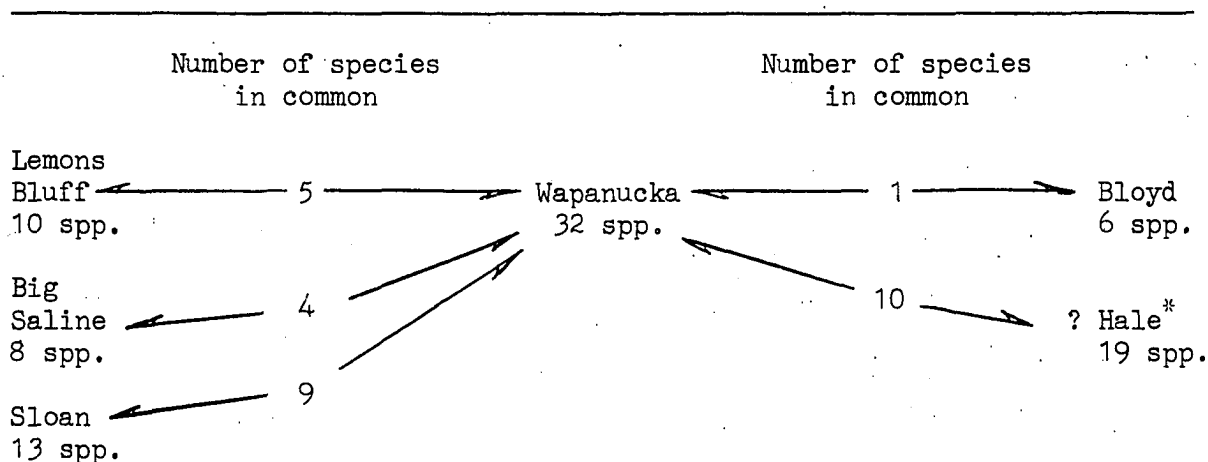 Number of species
in common
Number of species
in common
Lemons
Bluff
10 spp.
5
Wapanucka
32 spp.
1
Bloyd
6 spp.
Big
Saline
8 spp.
4
10
? Hale*
19 spp.
Sloan
13 spp.
9